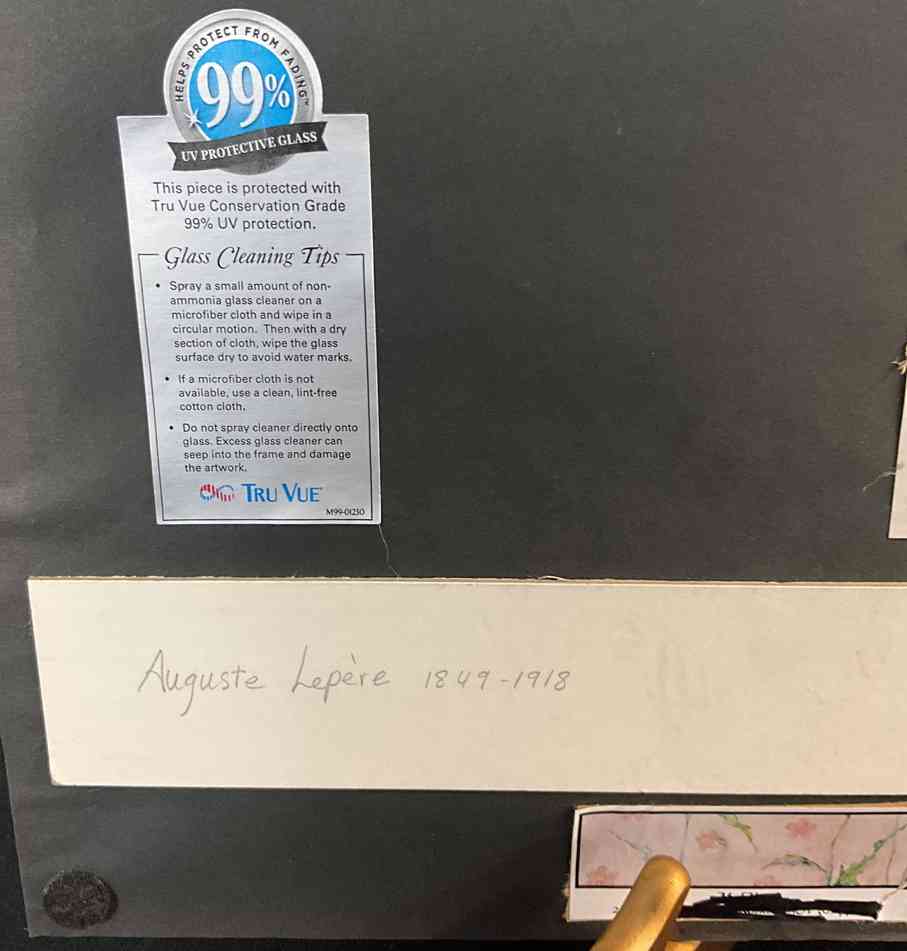 HELPS PROTECT FROM FADING™
99%
UV PROTECTIVE GLASS
This piece is protected with
Tru Vue Conservation Grade
99% UV protection.
Glass Cleaning Tips
• Spray a small amount of non-
ammonia glass cleaner on a
microfiber cloth and wipe in a
circular motion. Then with a dry
section of cloth, wipe the glass
surface dry to avoid water marks.
• If a microfiber cloth is not
available, use a clean, lint-free
cotton cloth.
• Do not spray cleaner directly onto
glass. Excess glass cleaner can
seep into the frame and damage
the artwork.
TRU VUE
M99-01230
Auguste Lepère 1849-1918